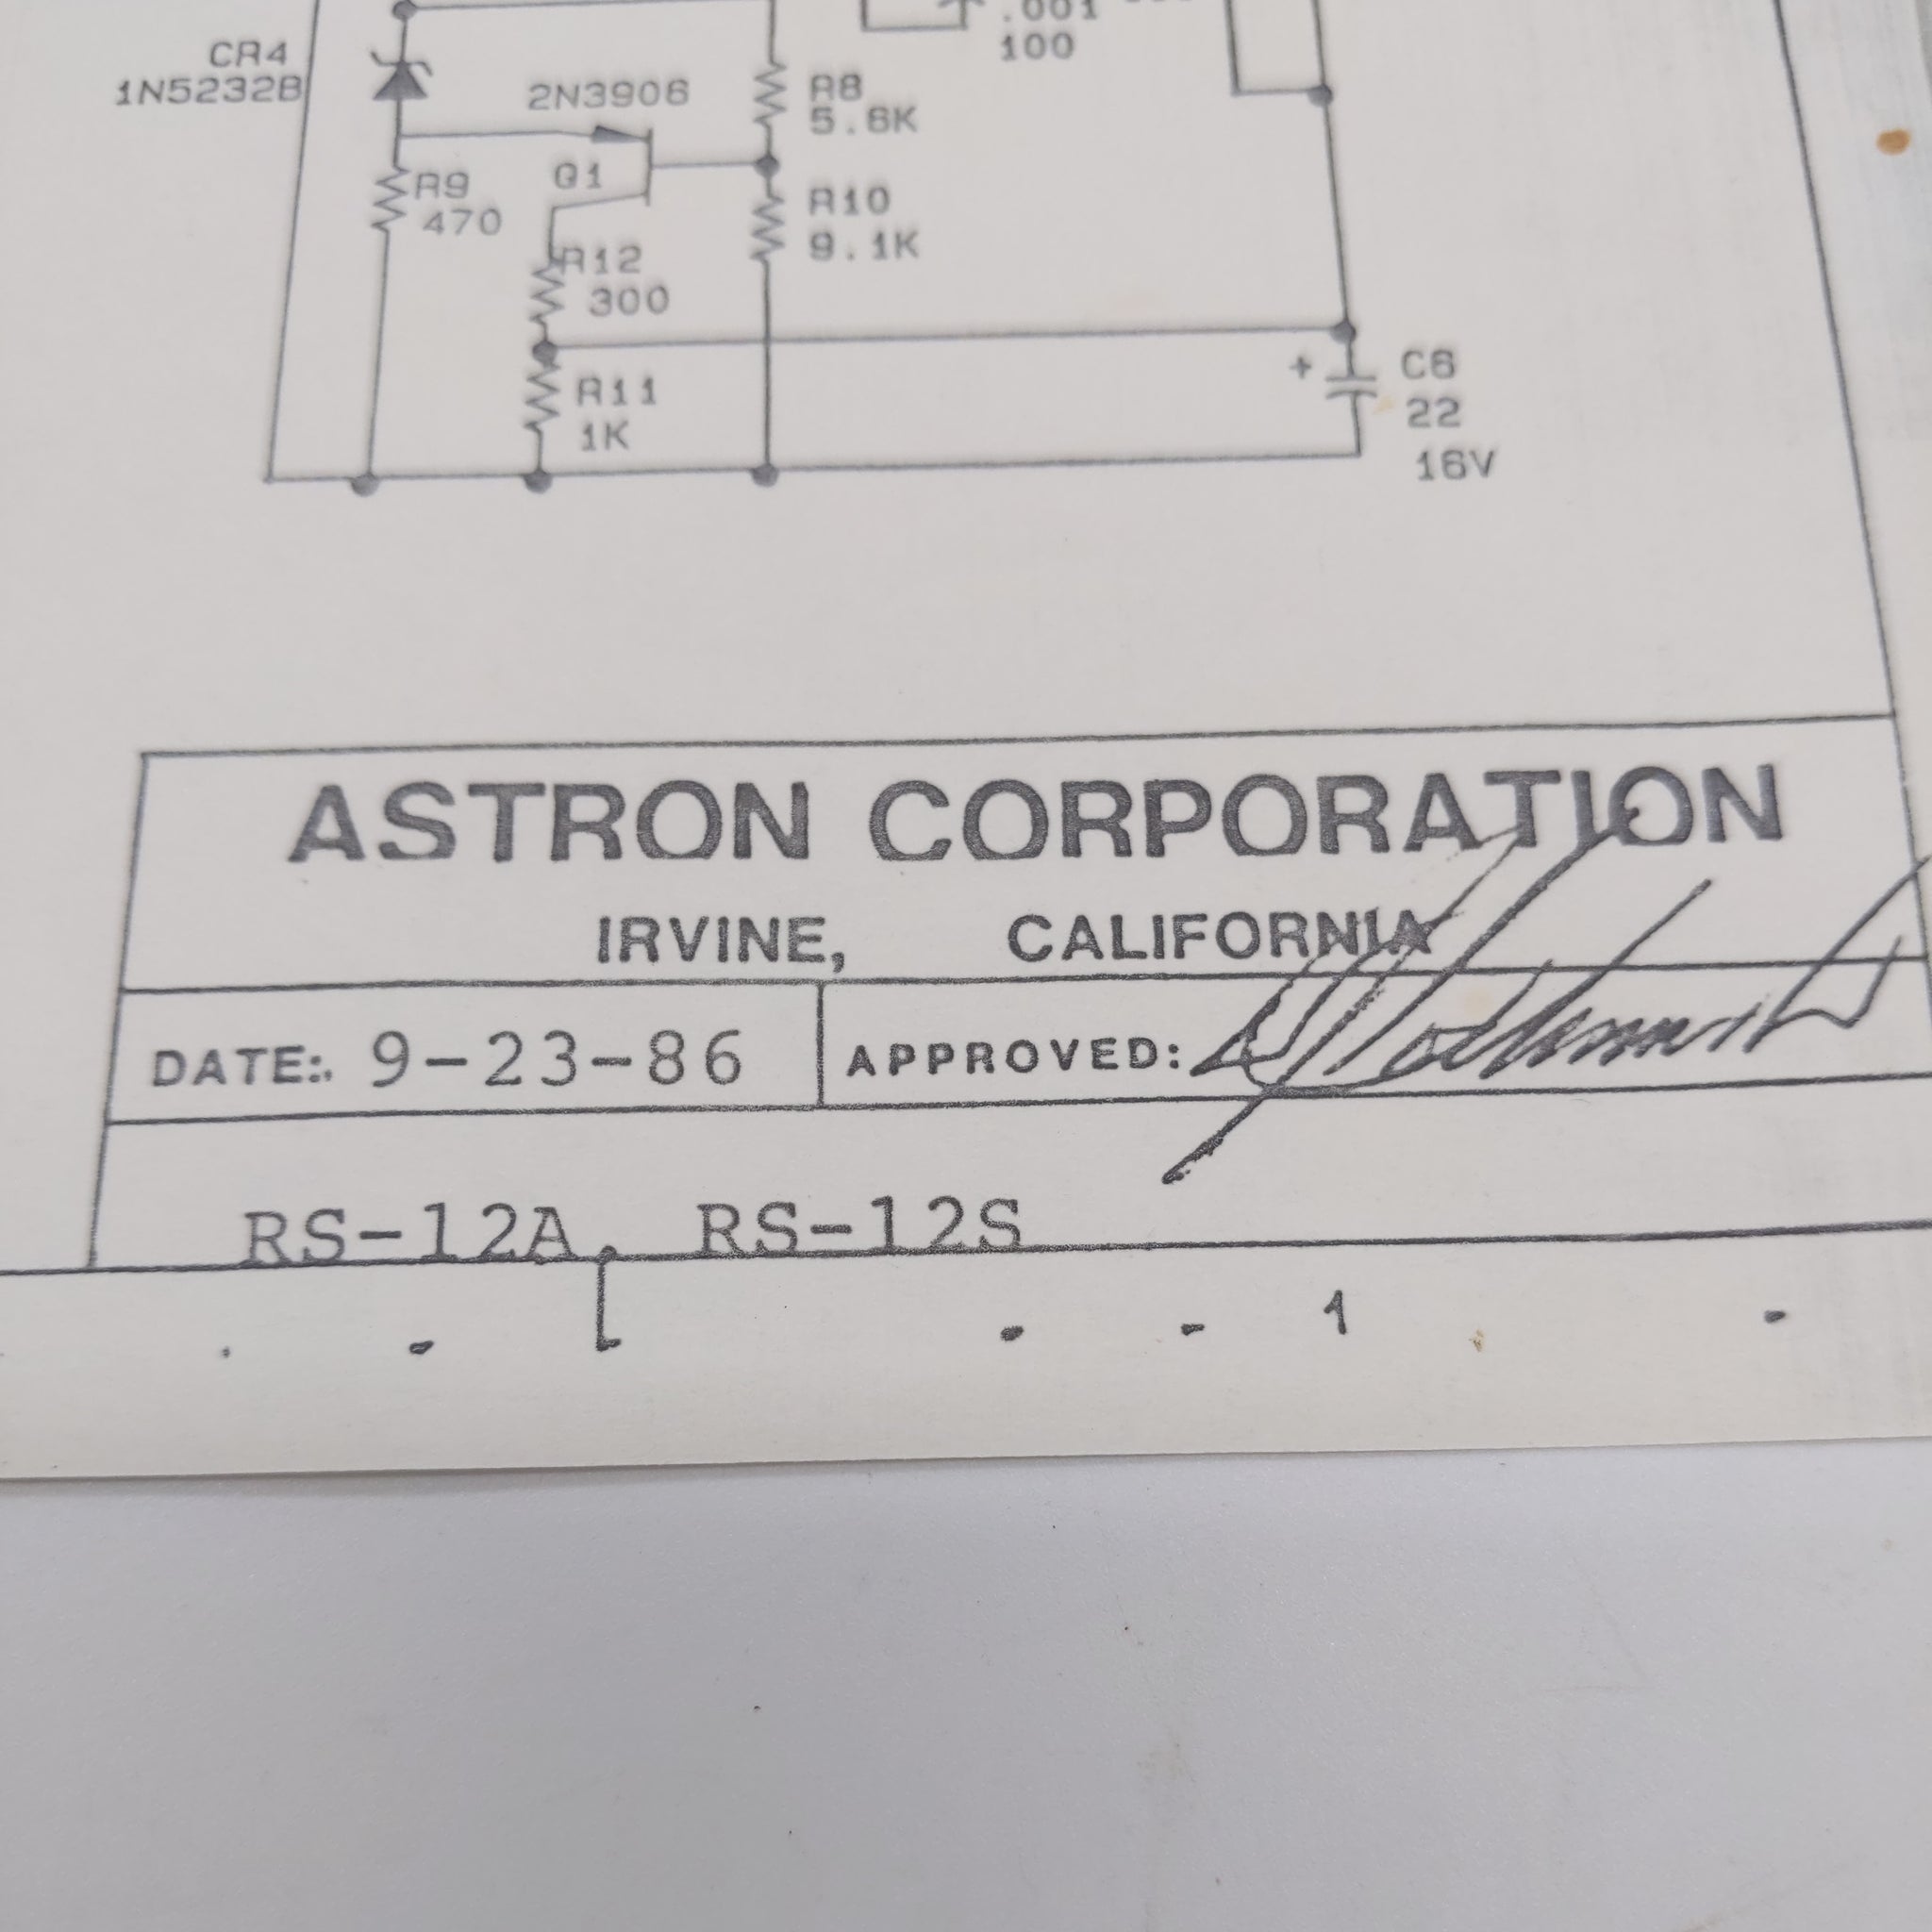 .001
100
CR4
1N5232B
2N3906
R8
5.6K
Q1
R9
470
R10
9.1K
R12
300
R11
1K
+
C6
22
16V
ASTRON CORPORATION
IRVINE, CALIFORNIA
DATE: 9-23-86
APPROVED:
RS-12A, RS-12S
1